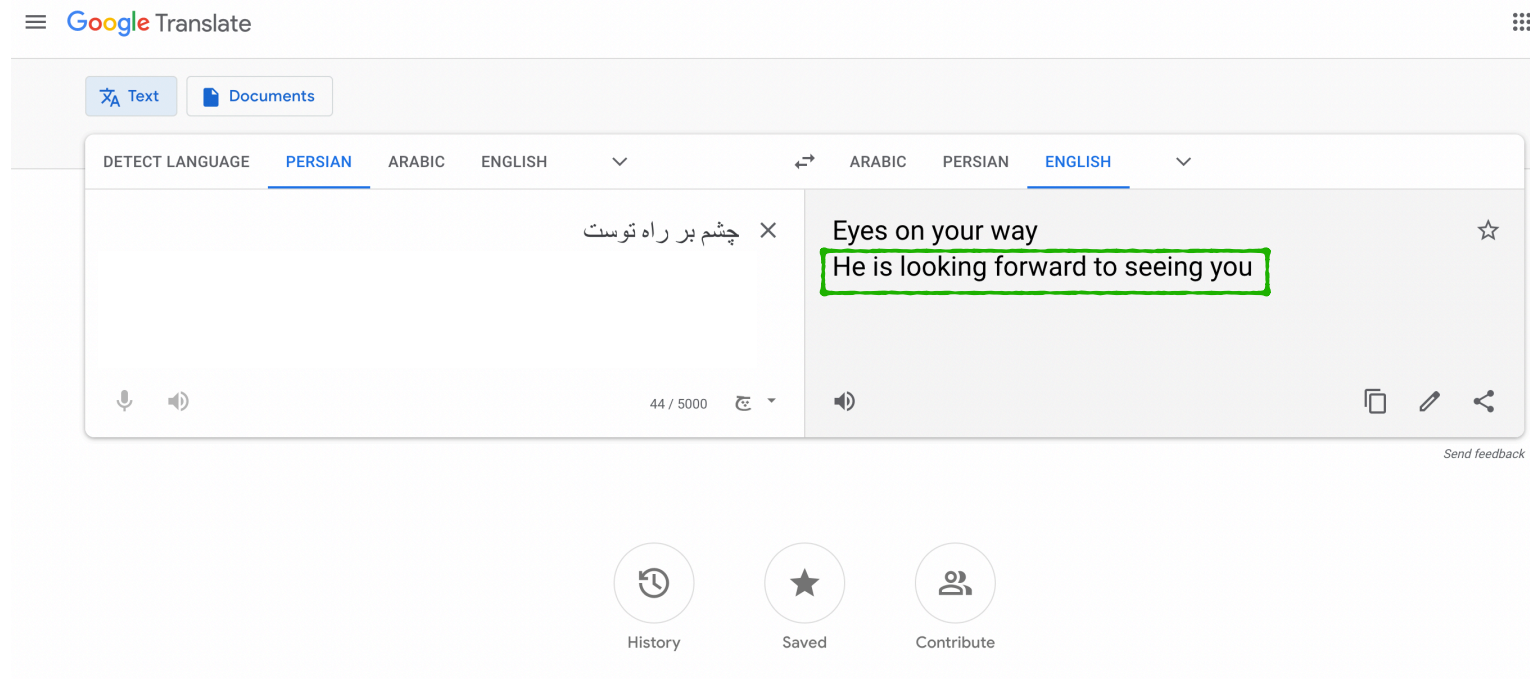 Google Translate
Text
Documents
DETECT LANGUAGE PERSIAN ARABIC ENGLISH ARABIC PERSIAN ENGLISH
چشم بر راه توست
Eyes on your way
He is looking forward to seeing you
44 / 5000
Send feedback
History Saved Contribute